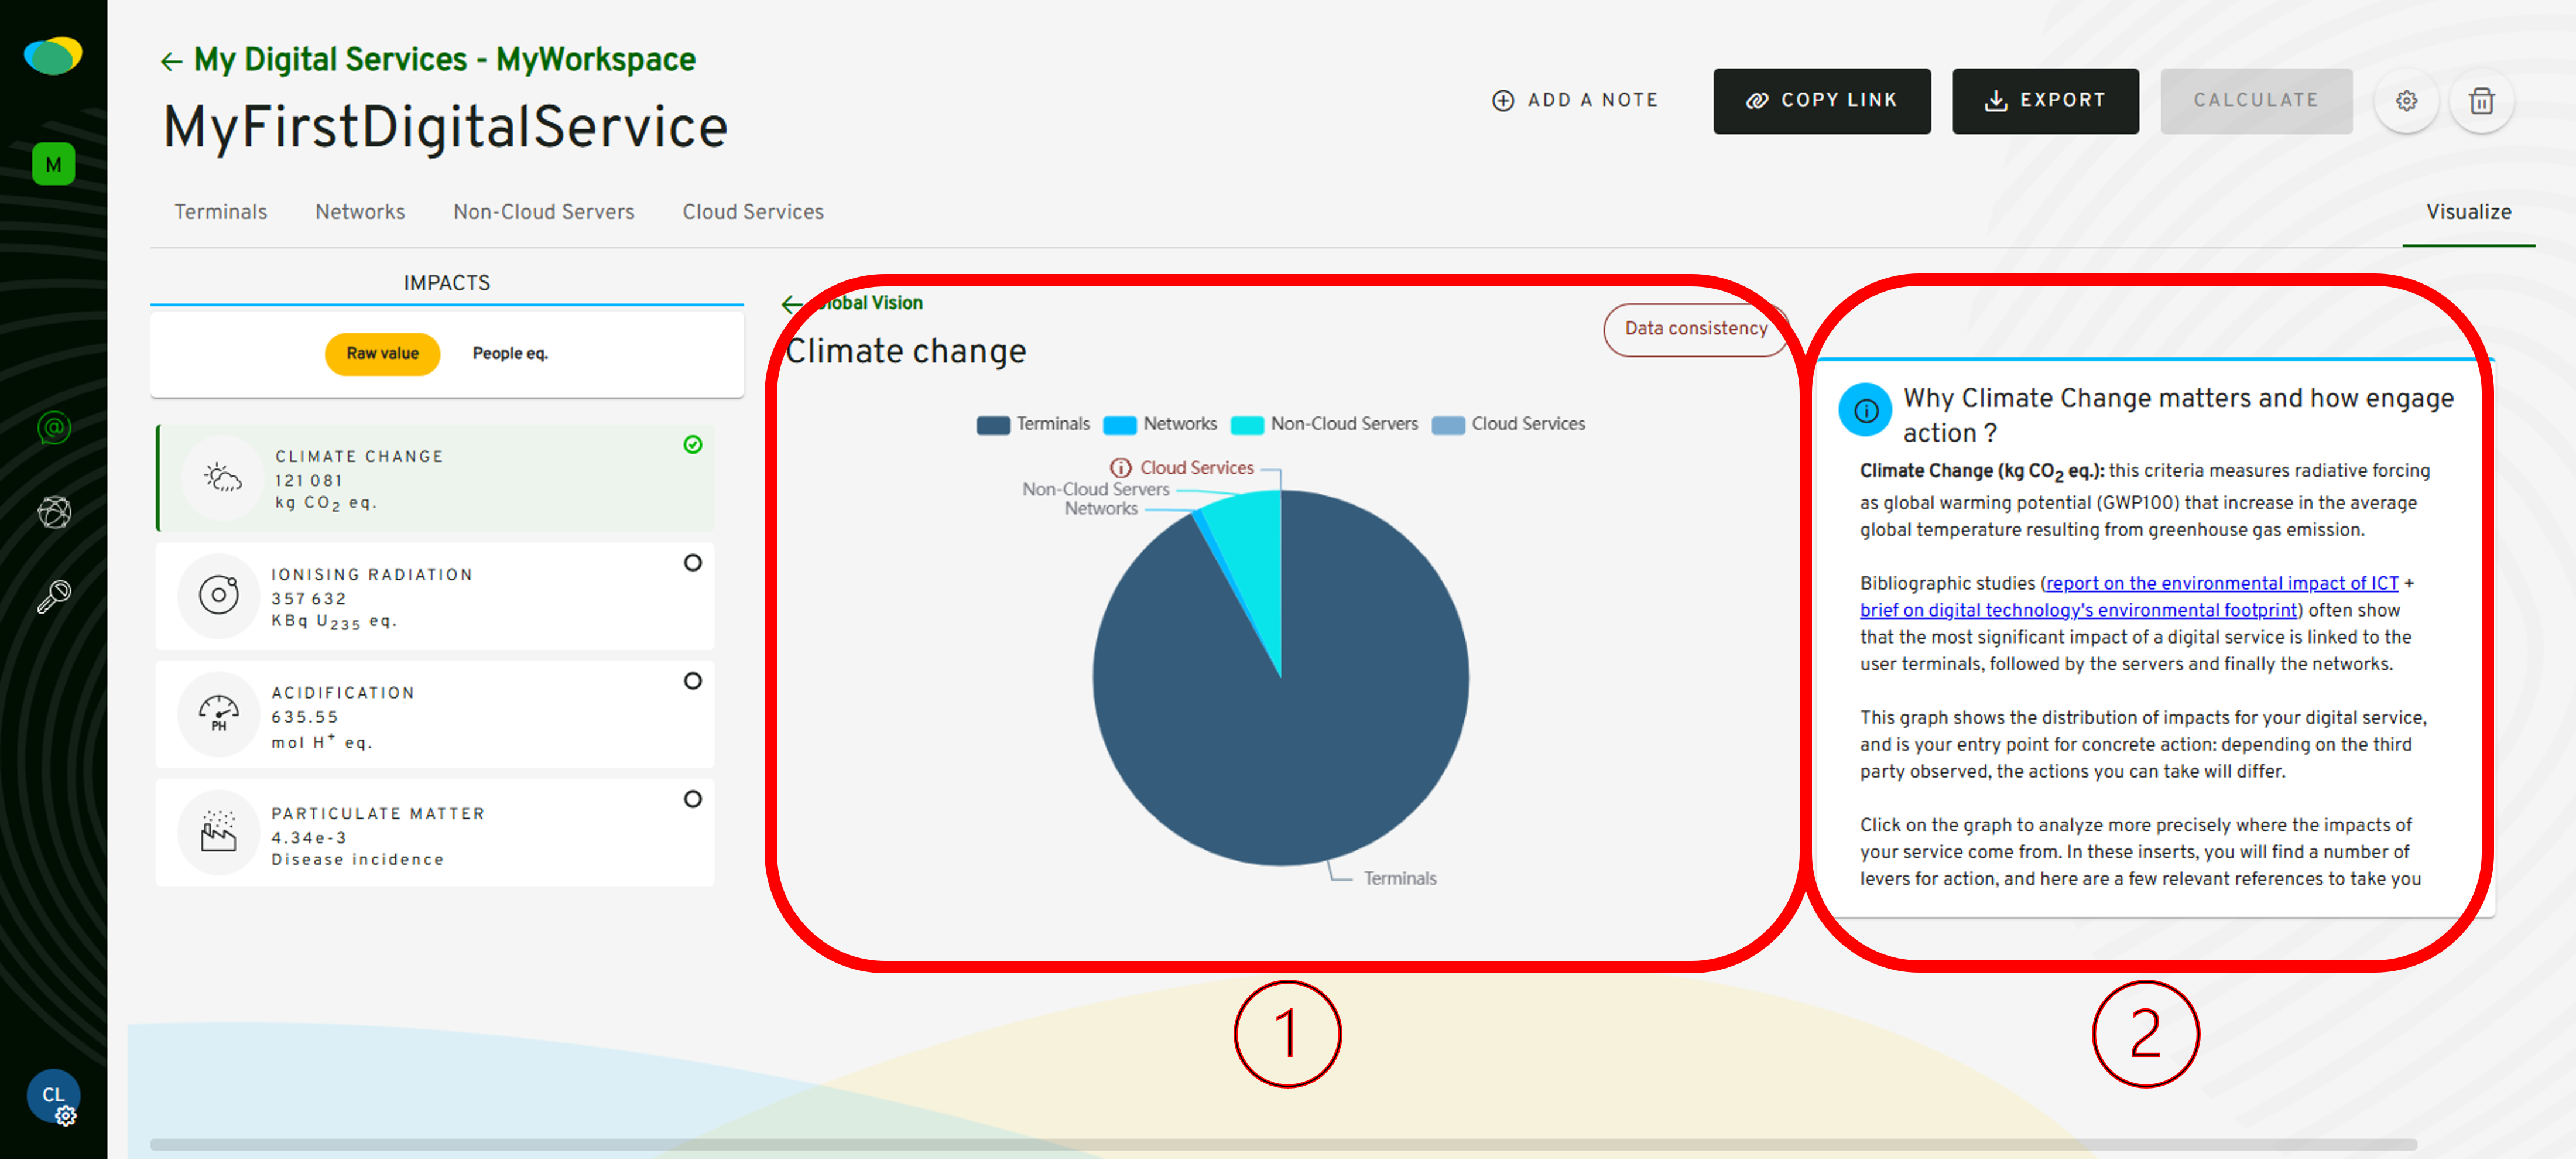 ← My Digital Services - MyWorkspace
MyFirstDigitalService
ADD A NOTE
COPY LINK
EXPORT
CALCULATE
M
Terminals
Networks
Non-Cloud Servers
Cloud Services
Visualize
IMPACTS
Raw value
People eq.
CLIMATE CHANGE
121 081
kg CO2 eq.
IONISING RADIATION
357 632
KBq U235 eq.
ACIDIFICATION
635.55
mol H+ eq.
PH
PARTICULATE MATTER
4.34e-3
Disease incidence
CL
← Vision
Climate change
Data consistency
Terminals
Networks
Non-Cloud Servers
Cloud Services
Cloud Services
Non-Cloud Servers
Networks
Terminals
1
Why Climate Change matters and how engage
action ?
Climate Change (kg CO2 eq.): this criteria measures radiative forcing
as global warming potential (GWP100) that increase in the average
global temperature resulting from greenhouse gas emission.
Bibliographic studies (report on the environmental impact of ICT +
brief on digital technology's environmental footprint) often show
that the most significant impact of a digital service is linked to the
user terminals, followed by the servers and finally the networks.
This graph shows the distribution of impacts for your digital service,
and is your entry point for concrete action: depending on the third
party observed, the actions you can take will differ.
Click on the graph to analyze more precisely where the impacts of
your service come from. In these inserts, you will find a number of
levers for action, and here are a few relevant references to take you
2